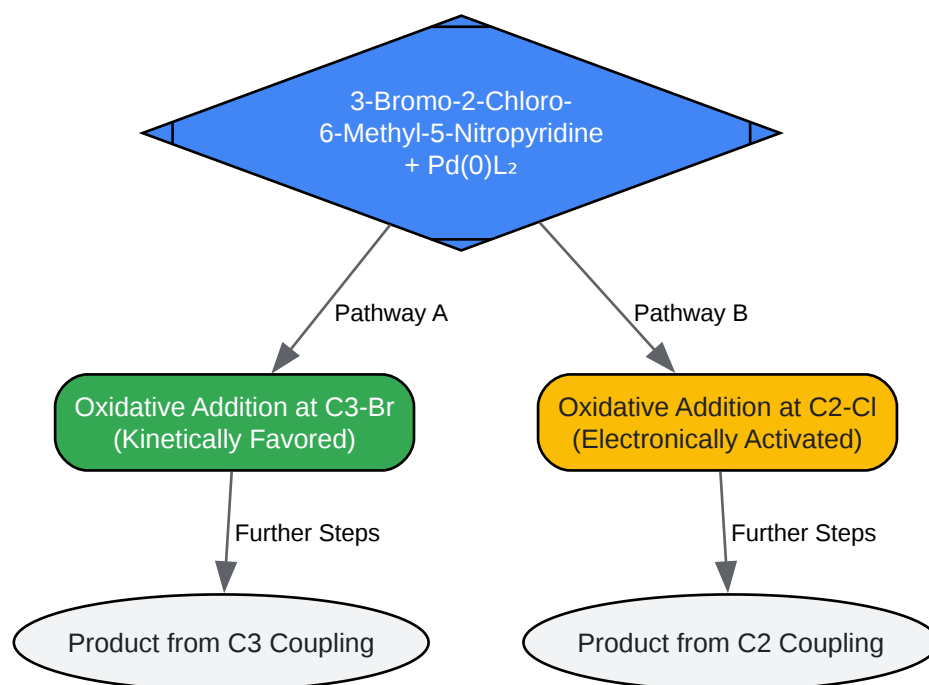 3-Bromo-2-Chloro-
6-Methyl-5-Nitropyridine
+ Pd(0)L₂
Pathway A
Pathway B
Oxidative Addition at C3-Br
(Kinetically Favored)
Oxidative Addition at C2-Cl
(Electronically Activated)
Further Steps
Further Steps
Product from C3 Coupling
Product from C2 Coupling